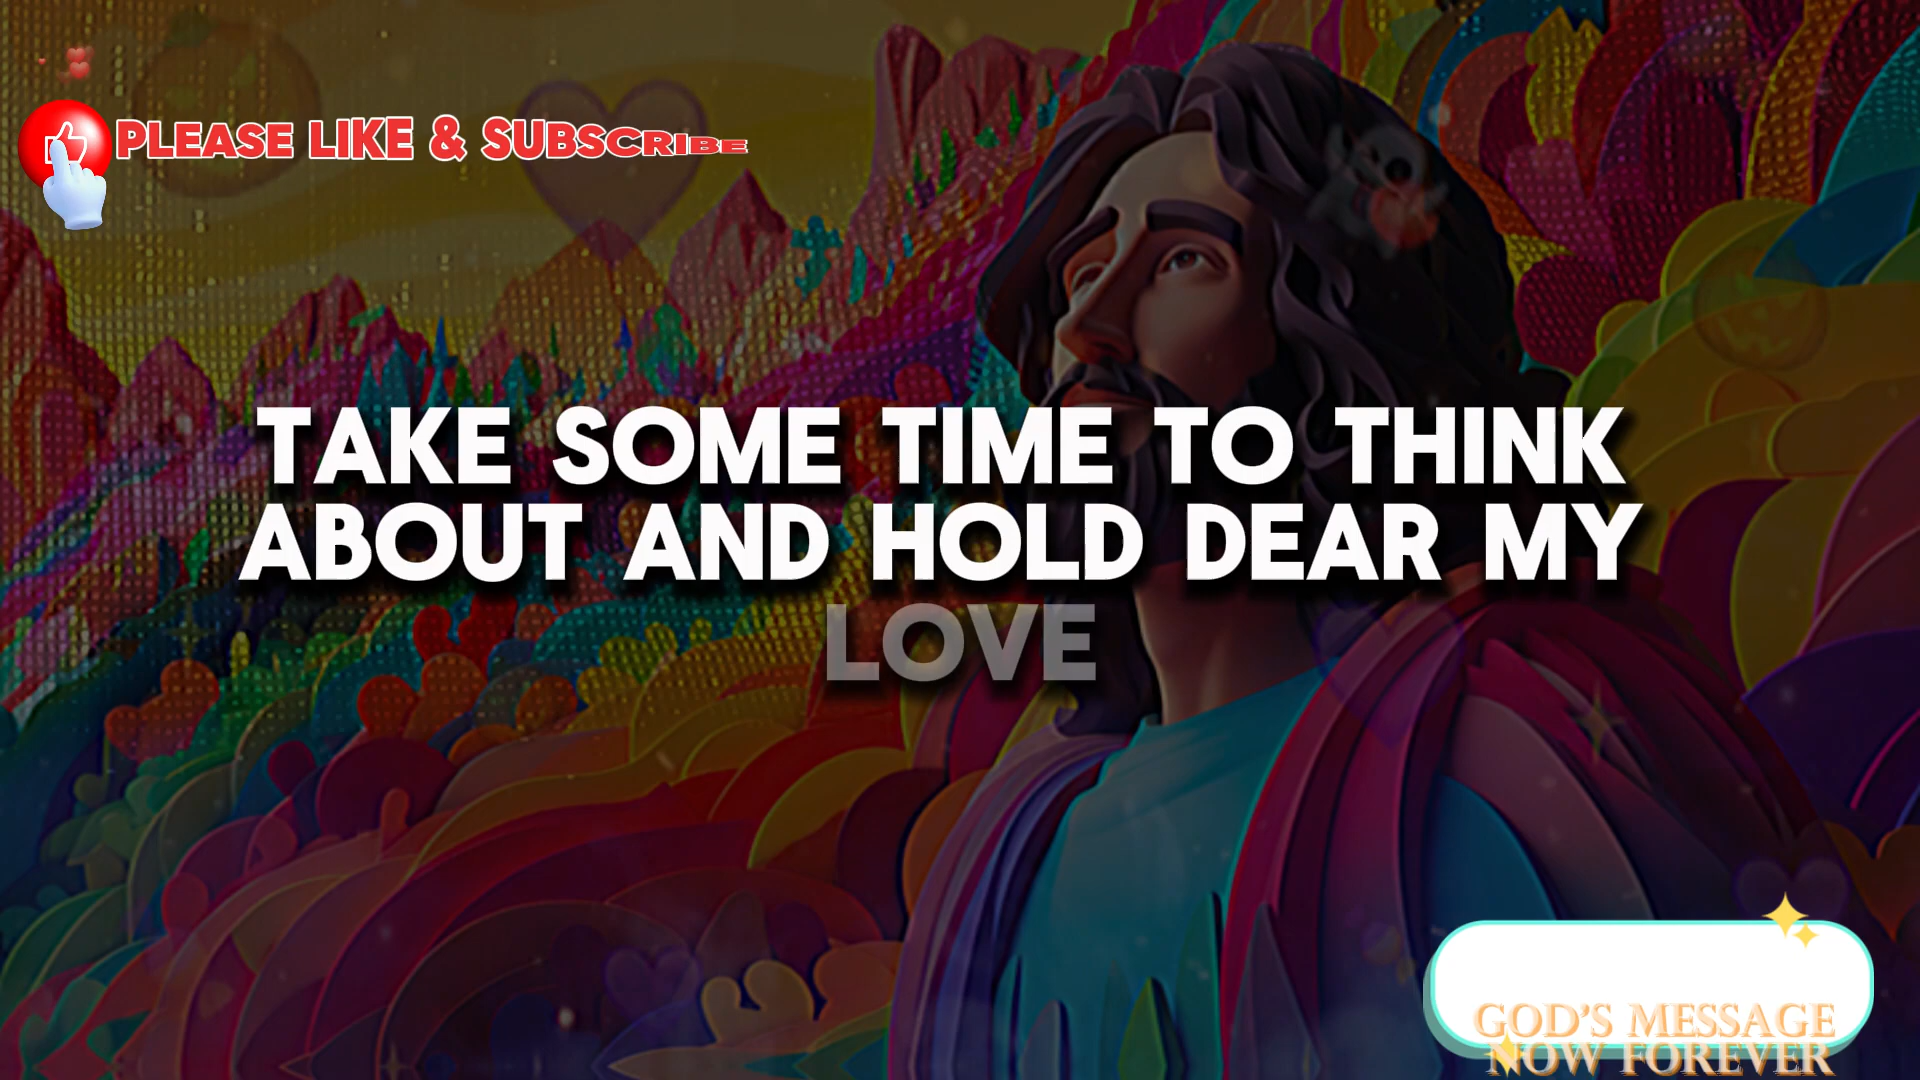 PLEASE LIKE & SUBSCRIBE
TAKE SOME TIME TO THINK
ABOUT AND HOLD DEAR MY
LOVE
GOD'S MESSAGE
NOW FOREVER